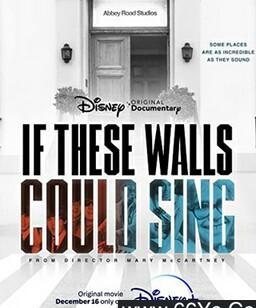 Abbey Road Studios
SOME PLACES
ARE AS INCREDIBLE
AS THEY SOUND
Disney+ ORIGINAL Documentary
IF THESE WALLS
COULD SING
FROM DIRECTOR MARY McCARTNEY
Original movie
December 16 only on
Disney+